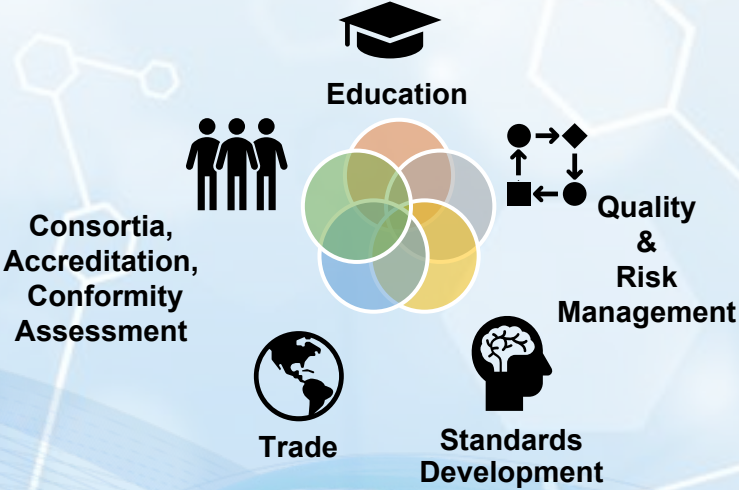 Education
Quality
&
Risk
Management
Consortia,
Accreditation,
Conformity
Assessment
Trade
Standards
Development